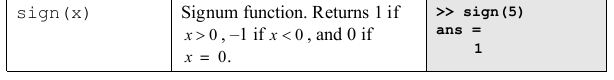 sign(x)
Signum function. Returns 1 if
x > 0 , –1 if x < 0 , and 0 if
x = 0.
>> sign(5)
ans =
1